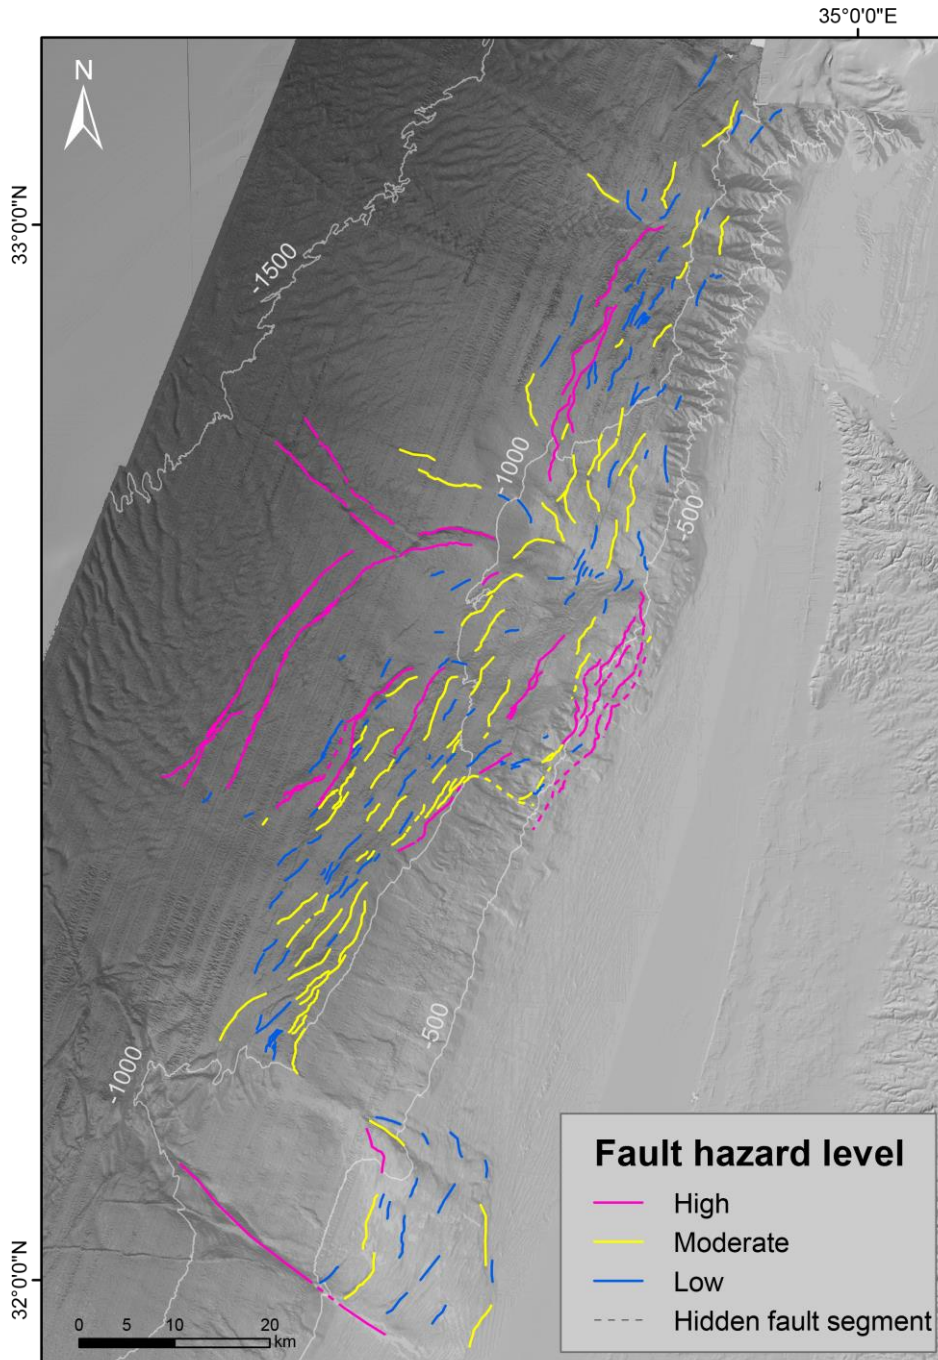 35°0'0"E
N
33°0'0"N
-1500
-1000
-500
-500
-1000
Fault hazard level
High
Moderate
Low
Hidden fault segment
32°0'0"N
0 5 10 20
km